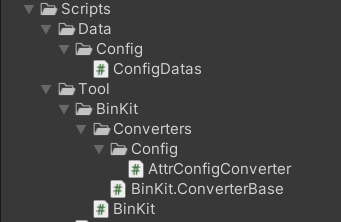 Scripts
Data
Config
ConfigDatas
Tool
BinKit
Converters
Config
AttrConfigConverter
BinKit.ConverterBase
BinKit